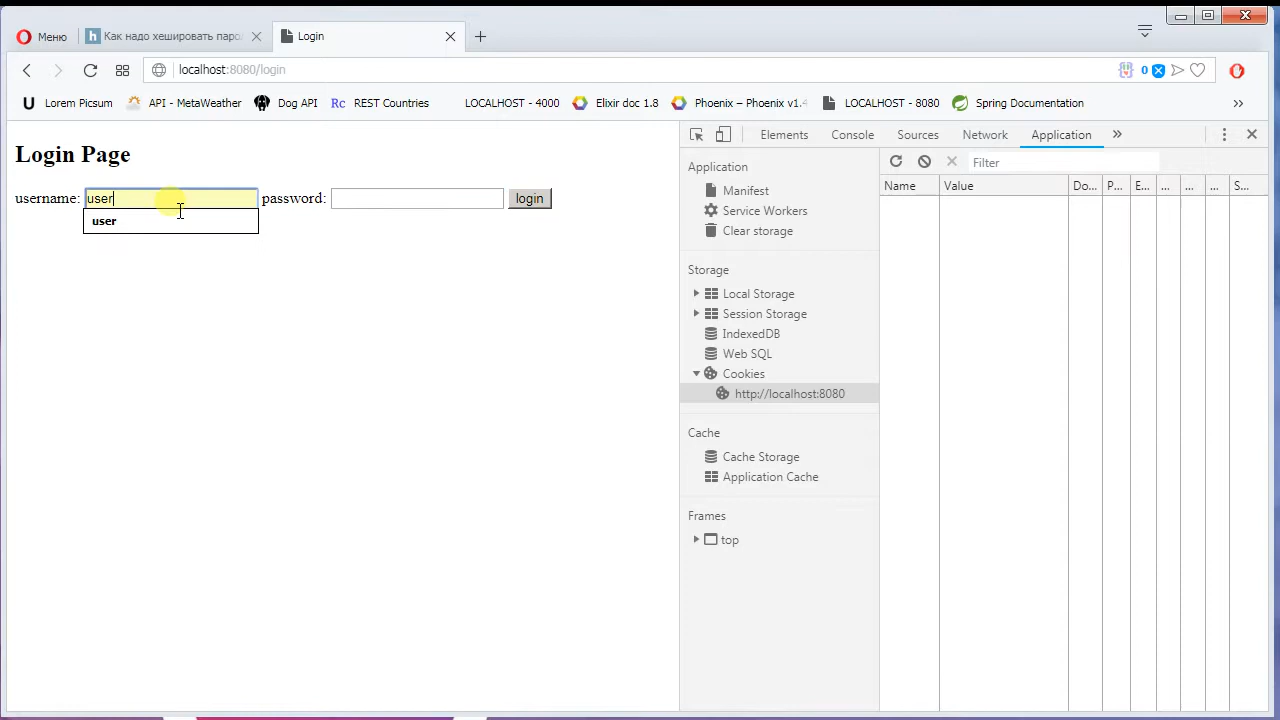 Меню
Как надо хешировать паро
Login
localhost:8080/login
0
U Lorem Picsum
API - MetaWeather
Dog API
Rc REST Countries
LOCALHOST - 4000
Elixir doc 1.8
Phoenix – Phoenix v1.4
LOCALHOST - 8080
Spring Documentation
»
Login Page
username: user password: login
user
Elements Console Sources Network Application »
Application
Manifest
Service Workers
Clear storage
Storage
Local Storage
Session Storage
IndexedDB
Web SQL
Cookies
http://localhost:8080
Cache
Cache Storage
Application Cache
Frames
top
Filter
Name Value Do... P... E... ... ... ... S...